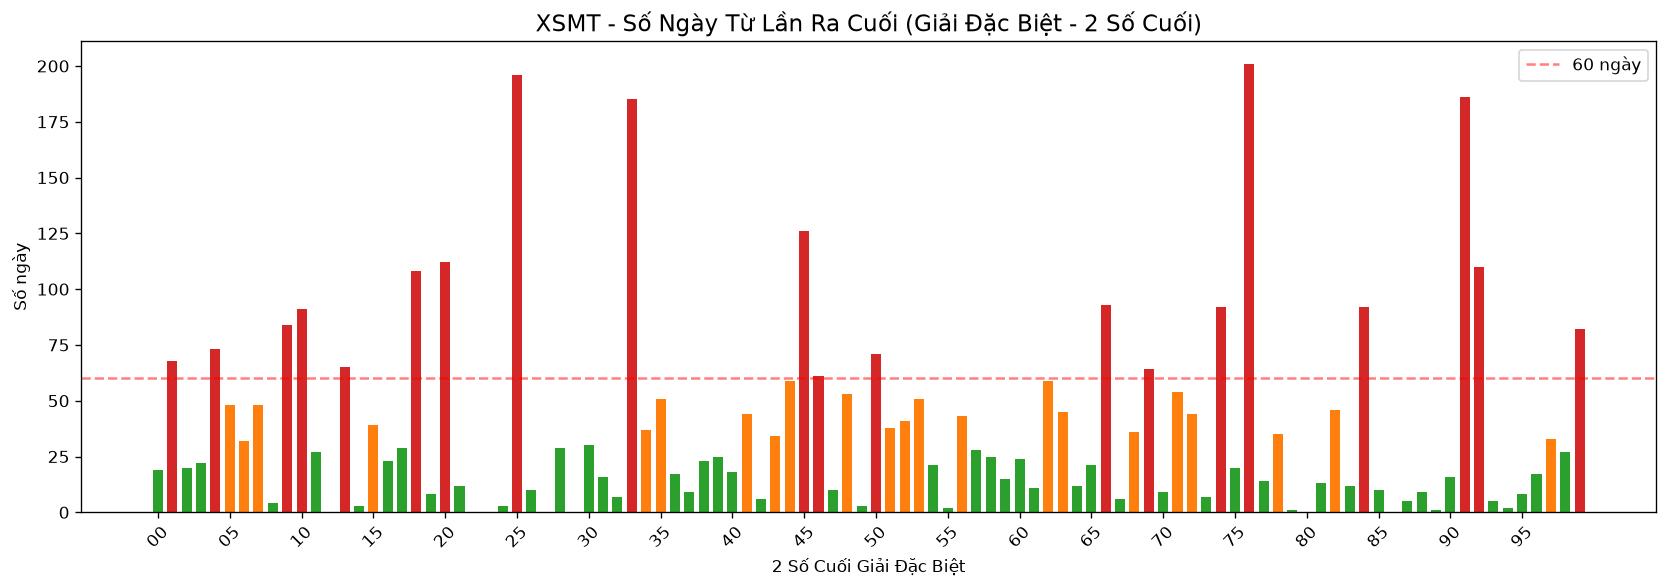 XSMT - Số Ngày Từ Lần Ra Cuối (Giải Đặc Biệt - 2 Số Cuối)
60 ngày
Số ngày
200
175
150
125
100
75
50
25
0
00 05 10 15 20 25 30 35 40 45 50 55 60 65 70 75 80 85 90 95
2 Số Cuối Giải Đặc Biệt